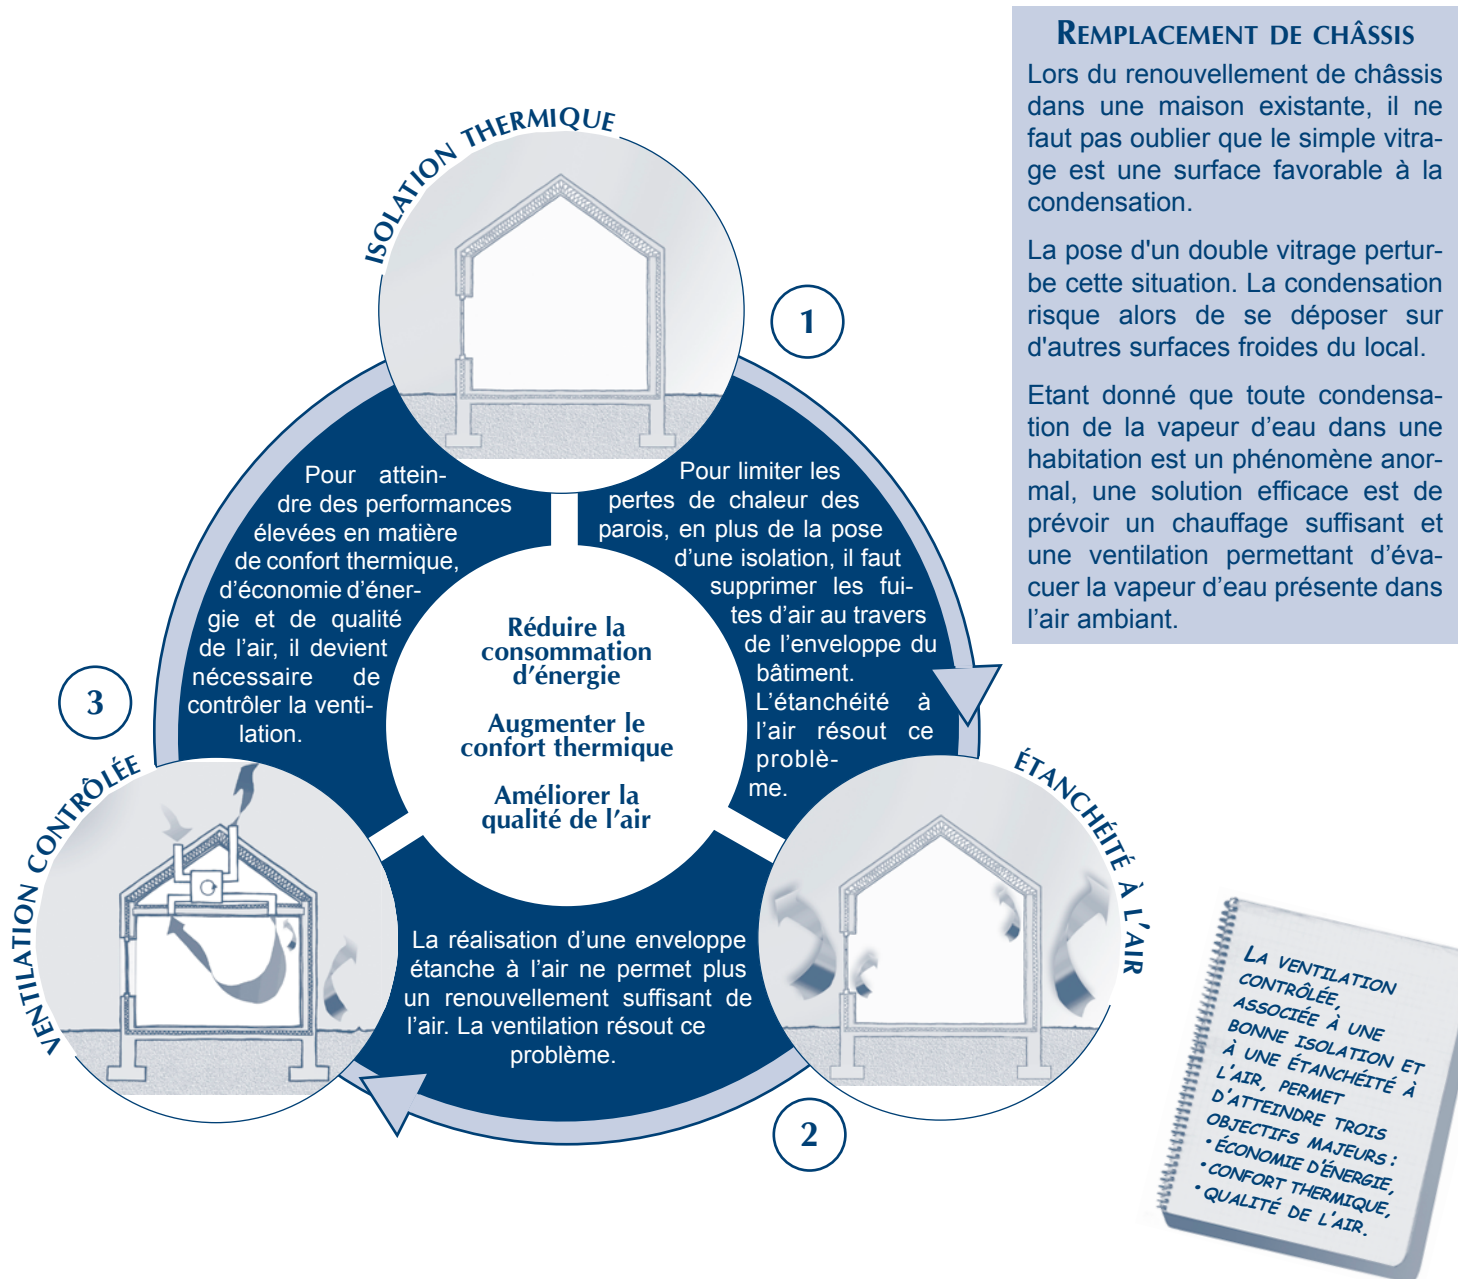 REMPLACEMENT DE CHÂSSIS
Lors du renouvellement de châssis
dans une maison existante, il ne
faut pas oublier que le simple vitra-
ge est une surface favorable à la
condensation.
La pose d'un double vitrage pertur-
be cette situation. La condensation
risque alors de se déposer sur
d'autres surfaces froides du local.
Etant donné que toute condensa-
tion de la vapeur d’eau dans une
habitation est un phénomène anor-
mal, une solution efficace est de
prévoir un chauffage suffisant et
une ventilation permettant d’éva-
cuer la vapeur d’eau présente dans
l’air ambiant.
ISOLATION THERMIQUE
1
Pour limiter les
pertes de chaleur des
parois, en plus de la pose
d’une isolation, il faut
supprimer les fui-
tes d’air au travers
de l’enveloppe du
bâtiment.
L’étanchéité à
l’air résout ce
problè-
me.
ÉTANCHÉITÉ À L’AIR
2
La réalisation d’une enveloppe
étanche à l’air ne permet plus
un renouvellement suffisant de
l’air. La ventilation résout ce
problème.
VENTILATION CONTRÔLÉE
3
Pour attein-
dre des performances
élevées en matière
de confort thermique,
d’économie d’éner-
gie et de qualité
de l’air, il devient
nécessaire de
contrôler la venti-
lation.
Réduire la
consommation
d’énergie
Augmenter le
confort thermique
Améliorer la
qualité de l’air
LA VENTILATION
CONTRÔLÉE,
ASSOCIÉE À UNE
BONNE ISOLATION ET
À UNE ÉTANCHÉITÉ À
L’AIR, PERMET
D’ATTEINDRE TROIS
OBJECTIFS MAJEURS :
• ÉCONOMIE D’ÉNERGIE,
• CONFORT THERMIQUE,
• QUALITÉ DE L’AIR.